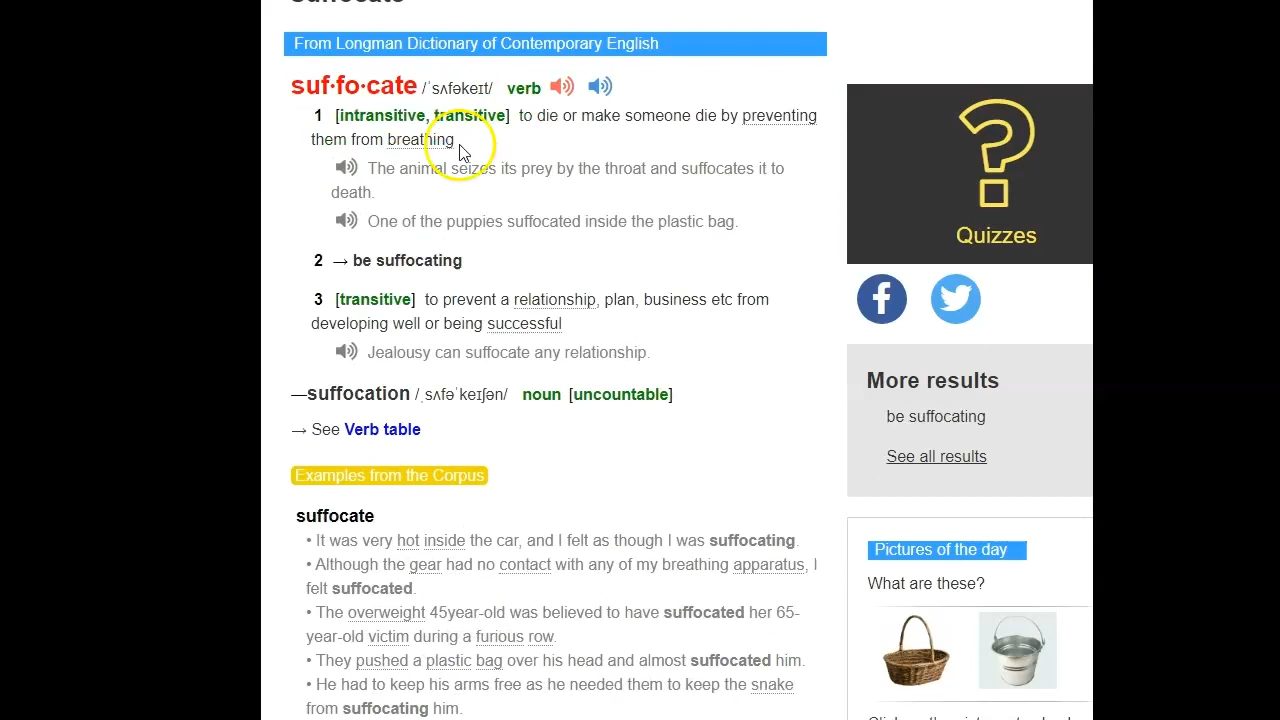 suffocate
From Longman Dictionary of Contemporary English
suf·fo·cate /ˈsʌfəkeɪt/ verb
1 [intransitive, transitive] to die or make someone die by preventing
them from breathing
The animal seizes its prey by the throat and suffocates it to
death.
One of the puppies suffocated inside the plastic bag.
2 → be suffocating
3 [transitive] to prevent a relationship, plan, business etc from
developing well or being successful
Jealousy can suffocate any relationship.
—suffocation /ˌsʌfəˈkeɪʃən/ noun [uncountable]
→ See Verb table
Examples from the Corpus
suffocate
• It was very hot inside the car, and I felt as though I was suffocating.
• Although the gear had no contact with any of my breathing apparatus, I
felt suffocated.
• The overweight 45year-old was believed to have suffocated her 65-
year-old victim during a furious row.
• They pushed a plastic bag over his head and almost suffocated him.
• He had to keep his arms free as he needed them to keep the snake
from suffocating him.
Quizzes
More results
be suffocating
See all results
Pictures of the day
What are these?